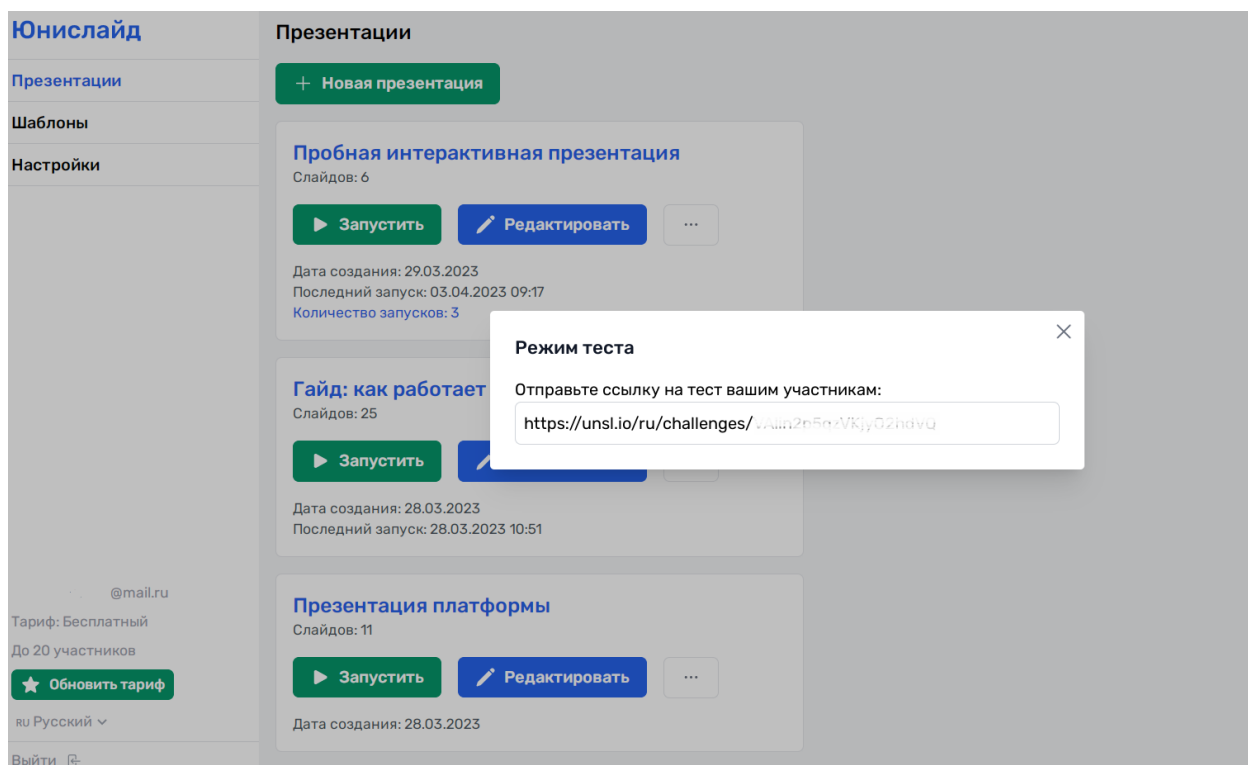 Юнислайд
Презентации
Шаблоны
Настройки
@mail.ru
Тариф: Бесплатный
До 20 участников
Обновить тариф
RU Русский
Выйти
Презентации
+ Новая презентация
Пробная интерактивная презентация
Слайдов: 6
Запустить
Редактировать
...
Дата создания: 29.03.2023
Последний запуск: 03.04.2023 09:17
Количество запусков: 3
Гайд: как работает
Слайдов: 25
Запустить
Дата создания: 28.03.2023
Последний запуск: 28.03.2023 10:51
Презентация платформы
Слайдов: 11
Запустить
Редактировать
...
Дата создания: 28.03.2023
Режим теста
Отправьте ссылку на тест вашим участникам:
https://unsl.io/ru/challenges/